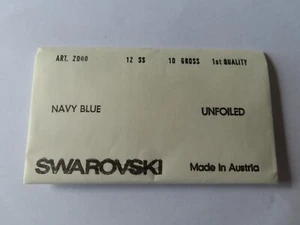 ART. 2000 12 SS 10 GROSS 1st QUALITY
NAVY BLUE UNFOILED
SWAROVSKI Made in Austria